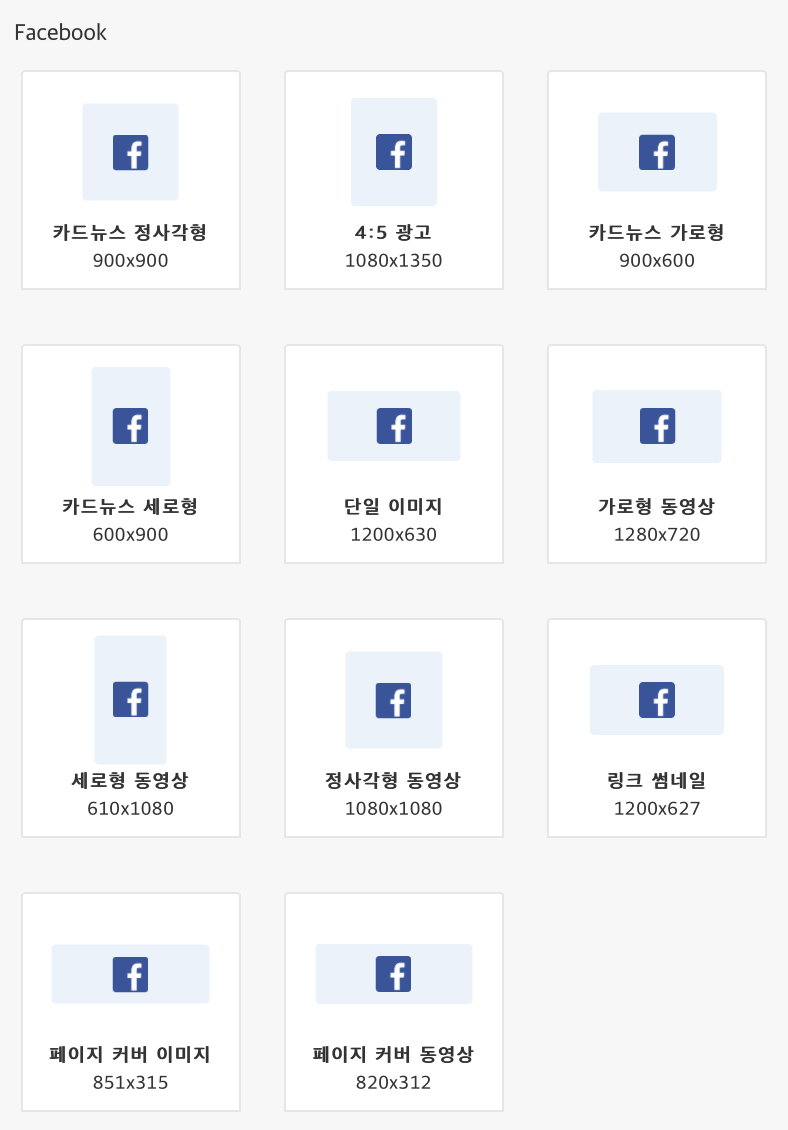 Facebook
카드뉴스 정사각형
900x900
4:5 광고
1080x1350
카드뉴스 가로형
900x600
카드뉴스 세로형
600x900
단일 이미지
1200x630
가로형 동영상
1280x720
세로형 동영상
610x1080
정사각형 동영상
1080x1080
링크 썸네일
1200x627
페이지 커버 이미지
851x315
페이지 커버 동영상
820x312